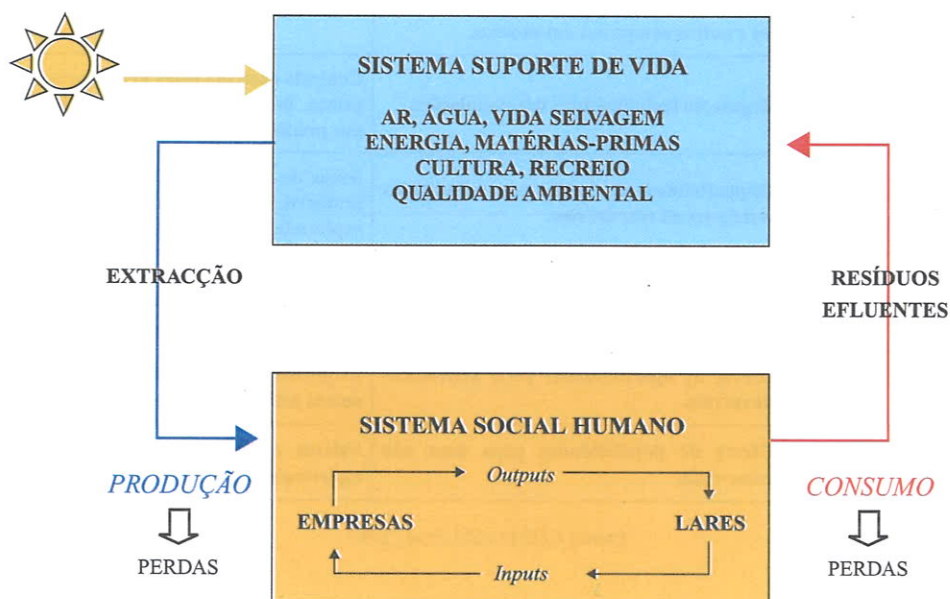 SISTEMA SUPORTE DE VIDA
AR, ÁGUA, VIDA SELVAGEM
ENERGIA, MATÉRIAS-PRIMAS
CULTURA, RECREIO
QUALIDADE AMBIENTAL
EXTRACÇÃO
RESÍDUOS
EFLUENTES
SISTEMA SOCIAL HUMANO
Outputs
EMPRESAS
LARES
Inputs
PRODUÇÃO
PERDAS
CONSUMO
PERDAS